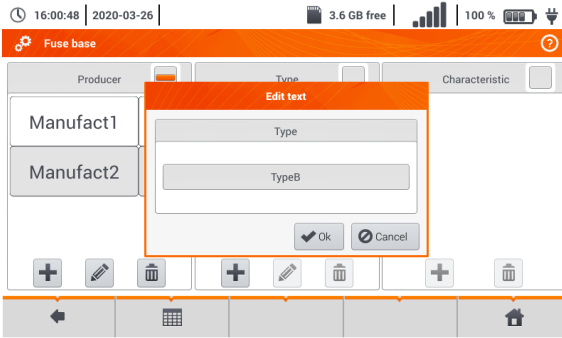 16:00:48 2020-03-26 3.6 GB free 100 %
Fuse base ?
Producer Type Characteristic
Edit text
Manufact1
Type
Manufact2
TypeB
Ok Cancel